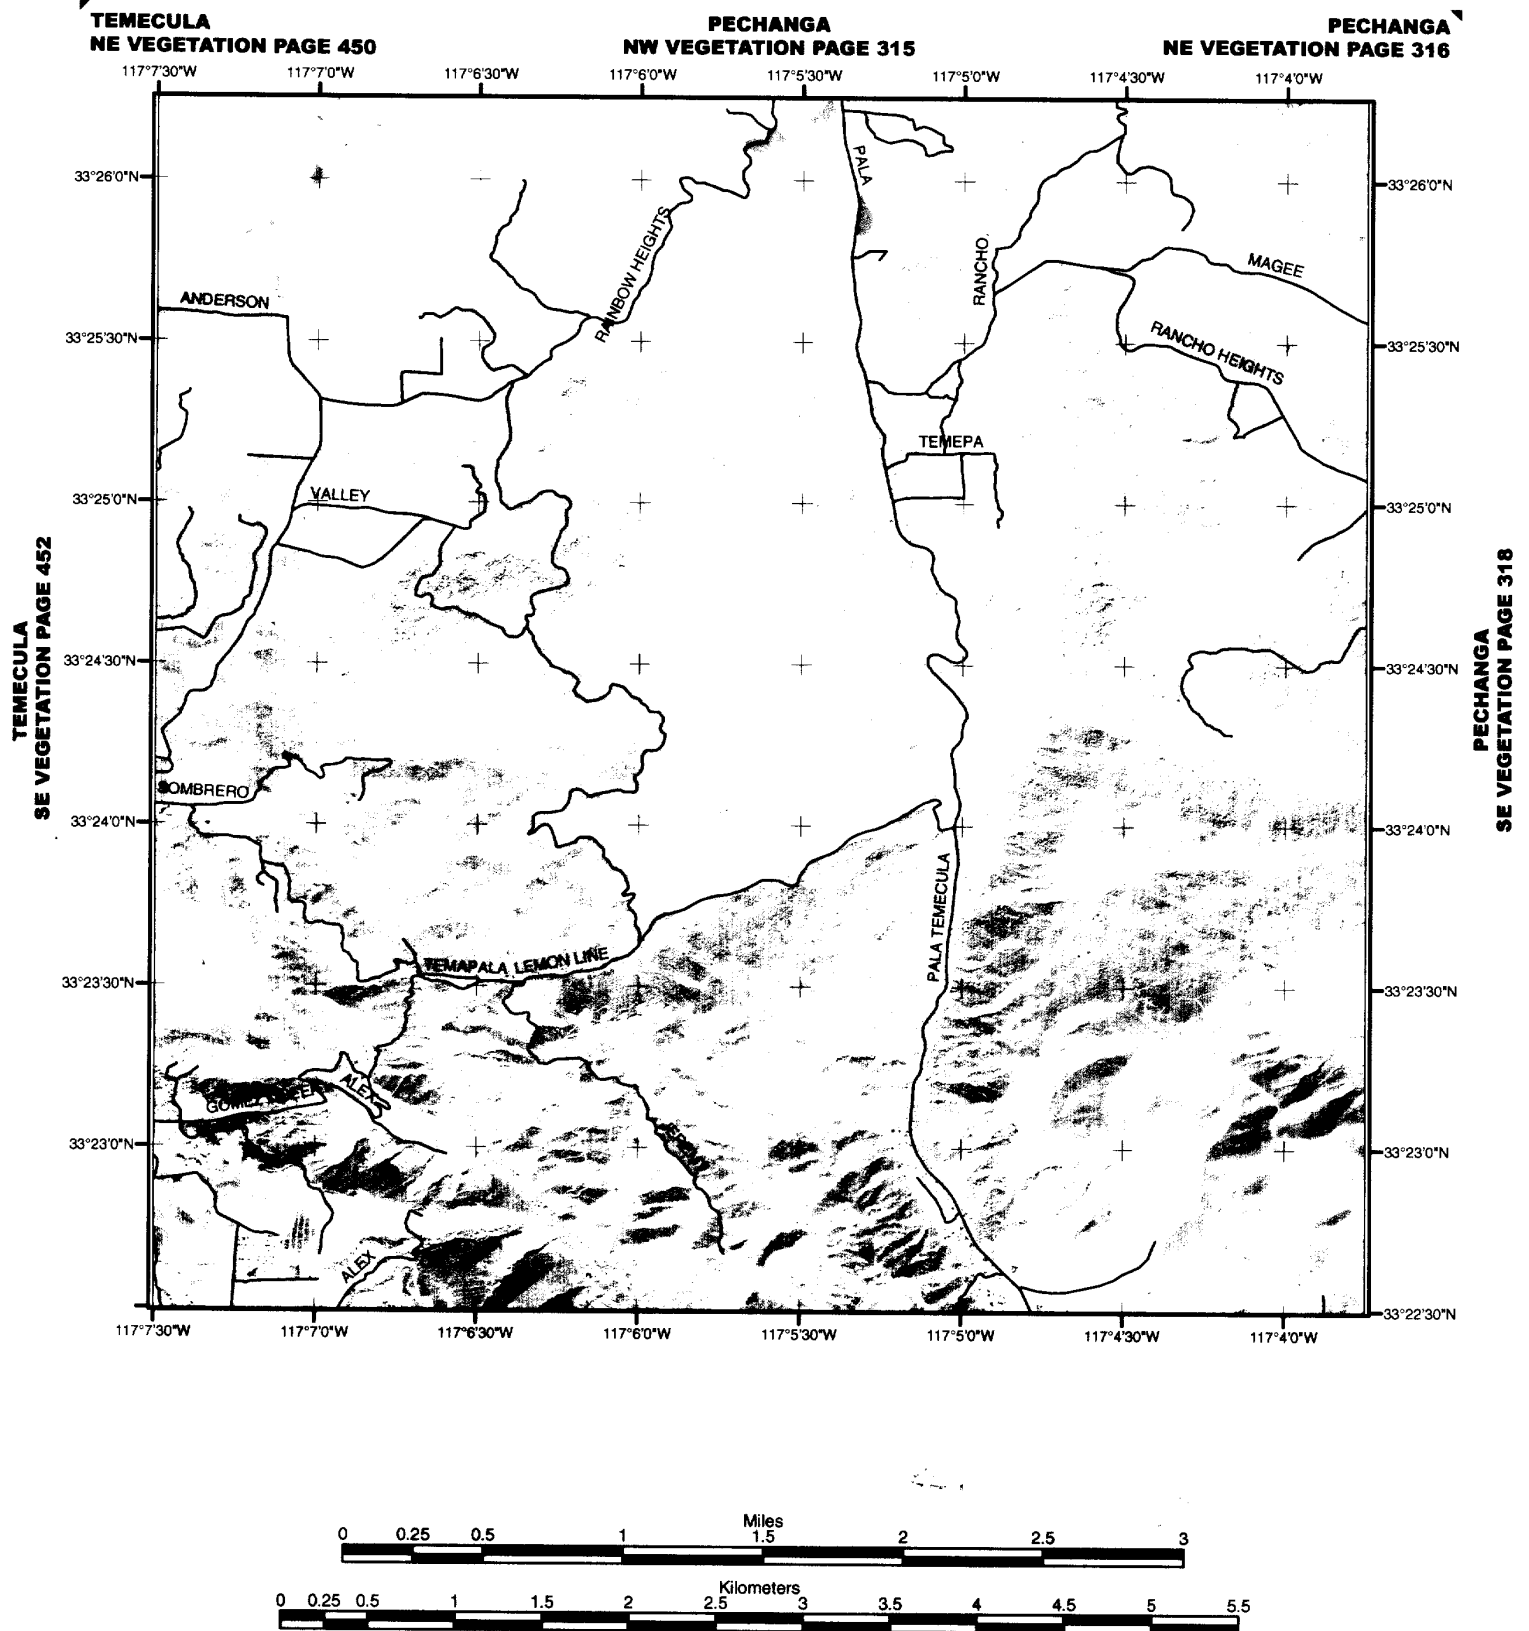 TEMECULA
NE VEGETATION PAGE 450
PECHANGA
NW VEGETATION PAGE 315
PECHANGA
NE VEGETATION PAGE 316
117°7'30"W 117°7'0"W 117°6'30"W 117°6'0"W 117°5'30"W 117°5'0"W 117°4'30"W 117°4'0"W
33°26'0"N
33°25'30"N
33°25'0"N
33°24'30"N
33°24'0"N
33°23'30"N
33°23'0"N
TEMECULA
SE VEGETATION PAGE 452
PALA
RAINBOW HEIGHTS
RANCHO
MAGEE
ANDERSON
RANCHO HEIGHTS
TEMEPA
VALLEY
SOMBRERO
PALA TEMECULA
TEMAPALA LEMON LINE
ALEX
GOMEZ CREEK
ALEX
33°26'0"N
33°25'30"N
33°25'0"N
33°24'30"N
33°24'0"N
33°23'30"N
33°23'0"N
33°22'30"N
PECHANGA
SE VEGETATION PAGE 318
117°7'30"W 117°7'0"W 117°6'30"W 117°6'0"W 117°5'30"W 117°5'0"W 117°4'30"W 117°4'0"W
Miles
0 0.25 0.5 1 1.5 2 2.5 3
Kilometers
0 0.25 0.5 1 1.5 2 2.5 3 3.5 4 4.5 5 5.5